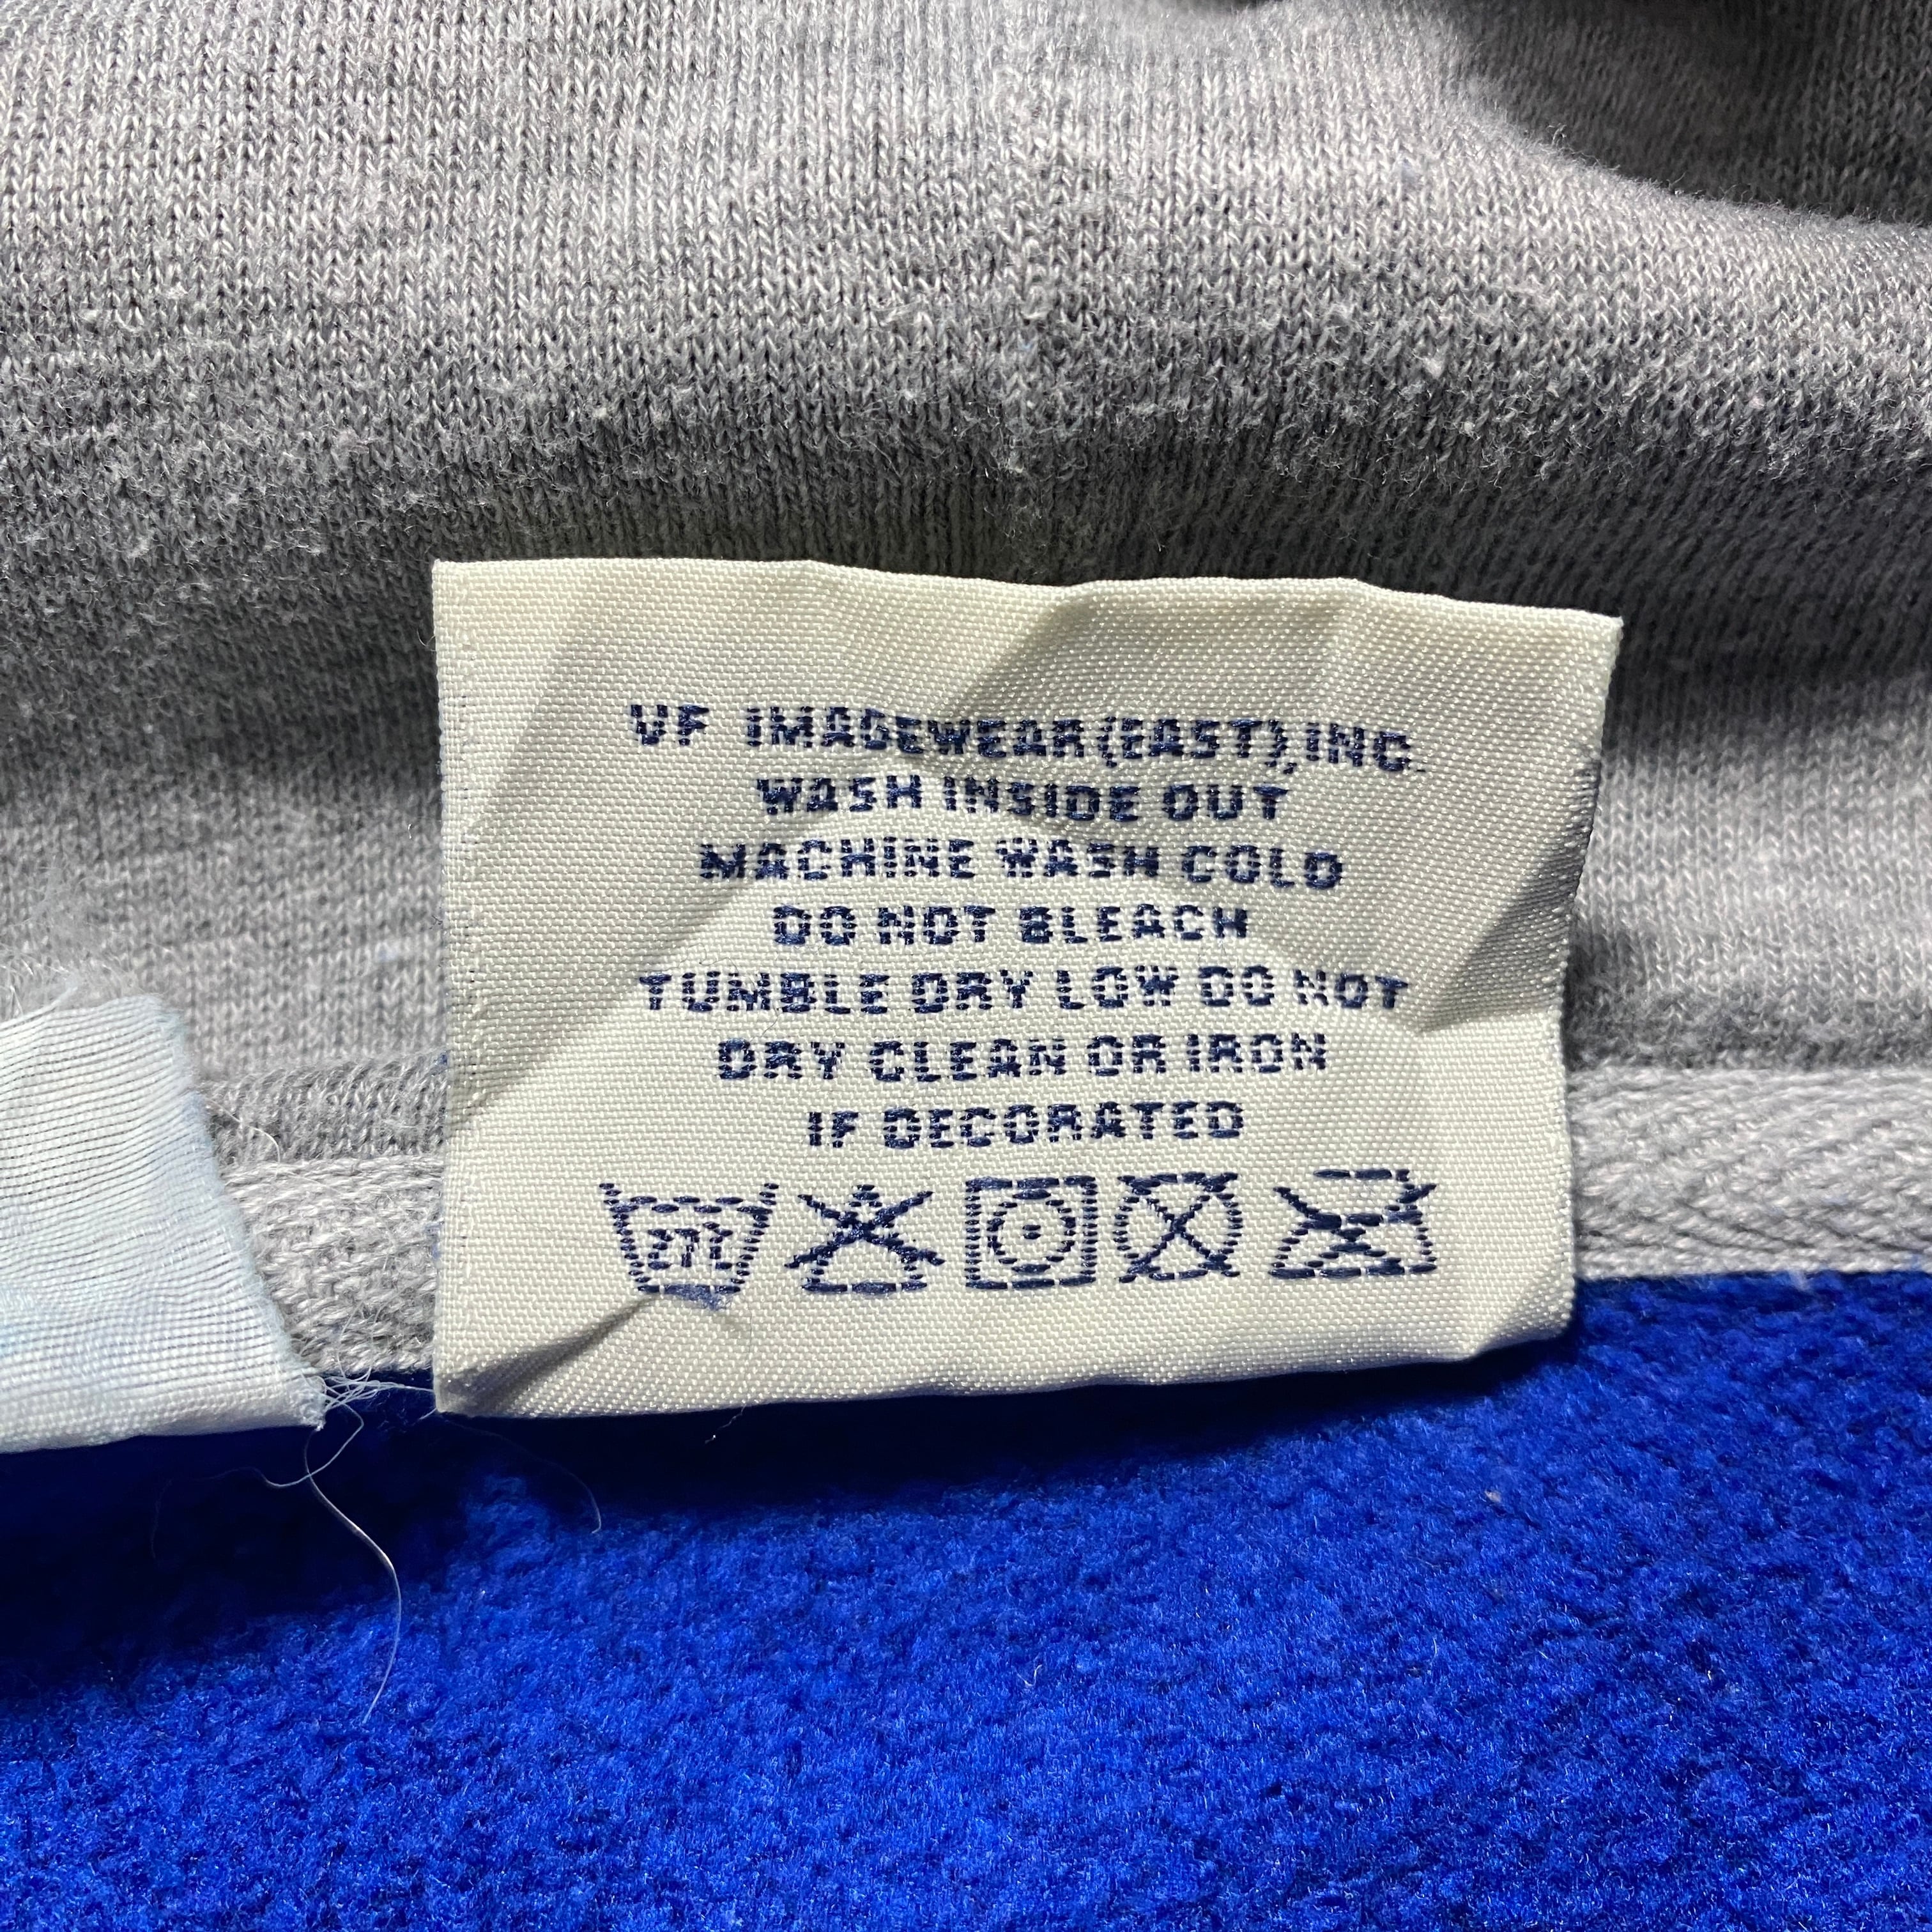 VF IMAGEWEAR (EAST), INC.
WASH INSIDE OUT
MACHINE WASH COLD
DO NOT BLEACH
TUMBLE DRY LOW DO NOT
DRY CLEAN OR IRON
IF DECORATED
27C